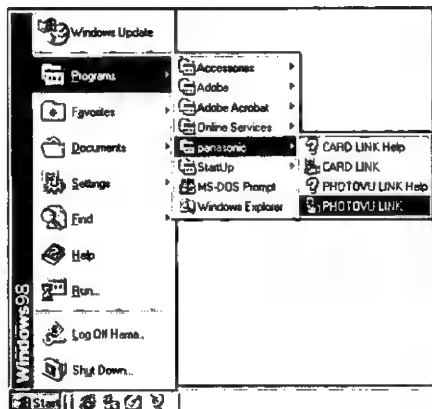 Windows Update
Programs
Favorites
Documents
Settings
Find
Help
Run...
Log Off Home...
Shut Down...
Windows98
Start
Accessories
Adobe
Adobe Acrobat
Online Services
panasonic
StartUp
MS-DOS Prompt
Windows Explorer
CARD LINK Help
CARD LINK
PHOTOVU LINK Help
PHOTOVU LINK